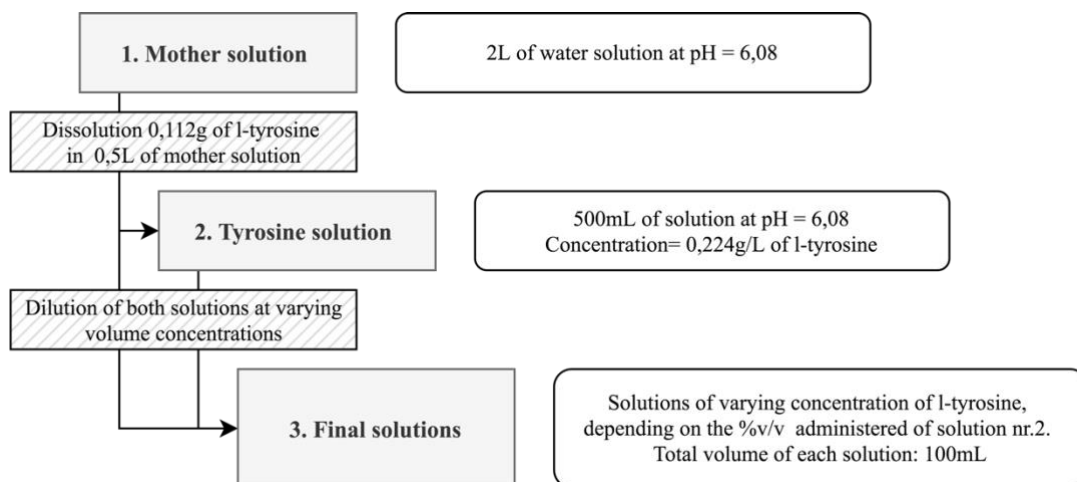 1. Mother solution
2L of water solution at pH = 6,08
Dissolution 0,112g of l-tyrosine
in 0,5L of mother solution
2. Tyrosine solution
500mL of solution at pH = 6,08
Concentration= 0,224g/L of l-tyrosine
Dilution of both solutions at varying
volume concentrations
3. Final solutions
Solutions of varying concentration of l-tyrosine,
depending on the %v/v administered of solution nr.2.
Total volume of each solution: 100mL